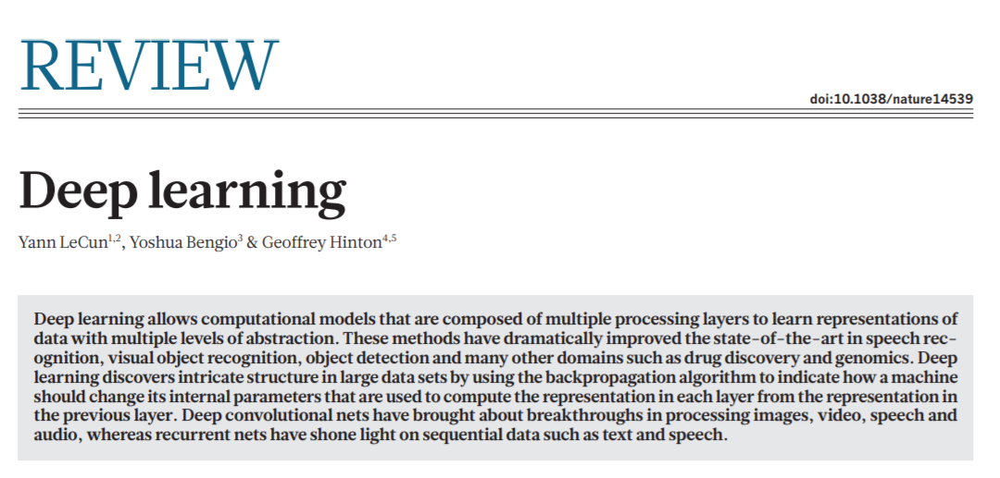 REVIEW
doi:10.1038/nature14539
Deep learning
Yann LeCun1,2, Yoshua Bengio3 & Geoffrey Hinton4,5
Deep learning allows computational models that are composed of multiple processing layers to learn representations of
data with multiple levels of abstraction. These methods have dramatically improved the state-of-the-art in speech rec-
ognition, visual object recognition, object detection and many other domains such as drug discovery and genomics. Deep
learning discovers intricate structure in large data sets by using the backpropagation algorithm to indicate how a machine
should change its internal parameters that are used to compute the representation in each layer from the representation in
the previous layer. Deep convolutional nets have brought about breakthroughs in processing images, video, speech and
audio, whereas recurrent nets have shone light on sequential data such as text and speech.